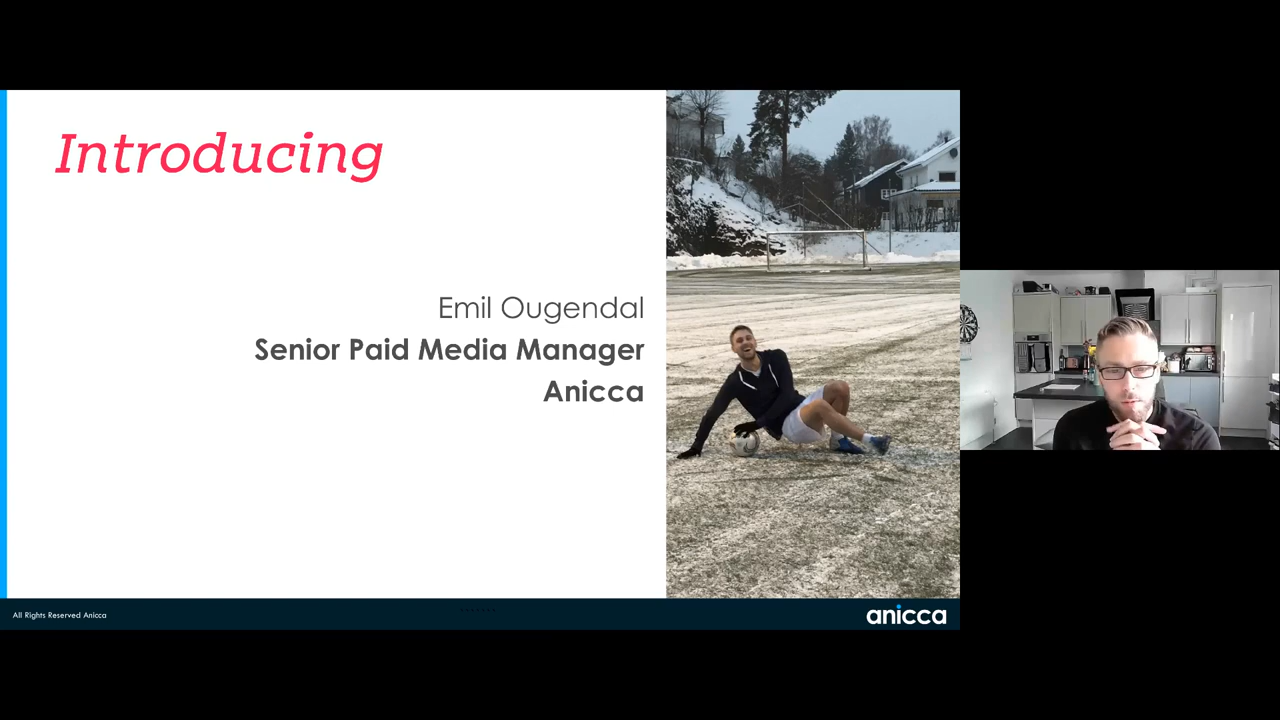 Introducing
Emil Ougendal
Senior Paid Media Manager
Anicca
All Rights Reserved Anicca
anicca